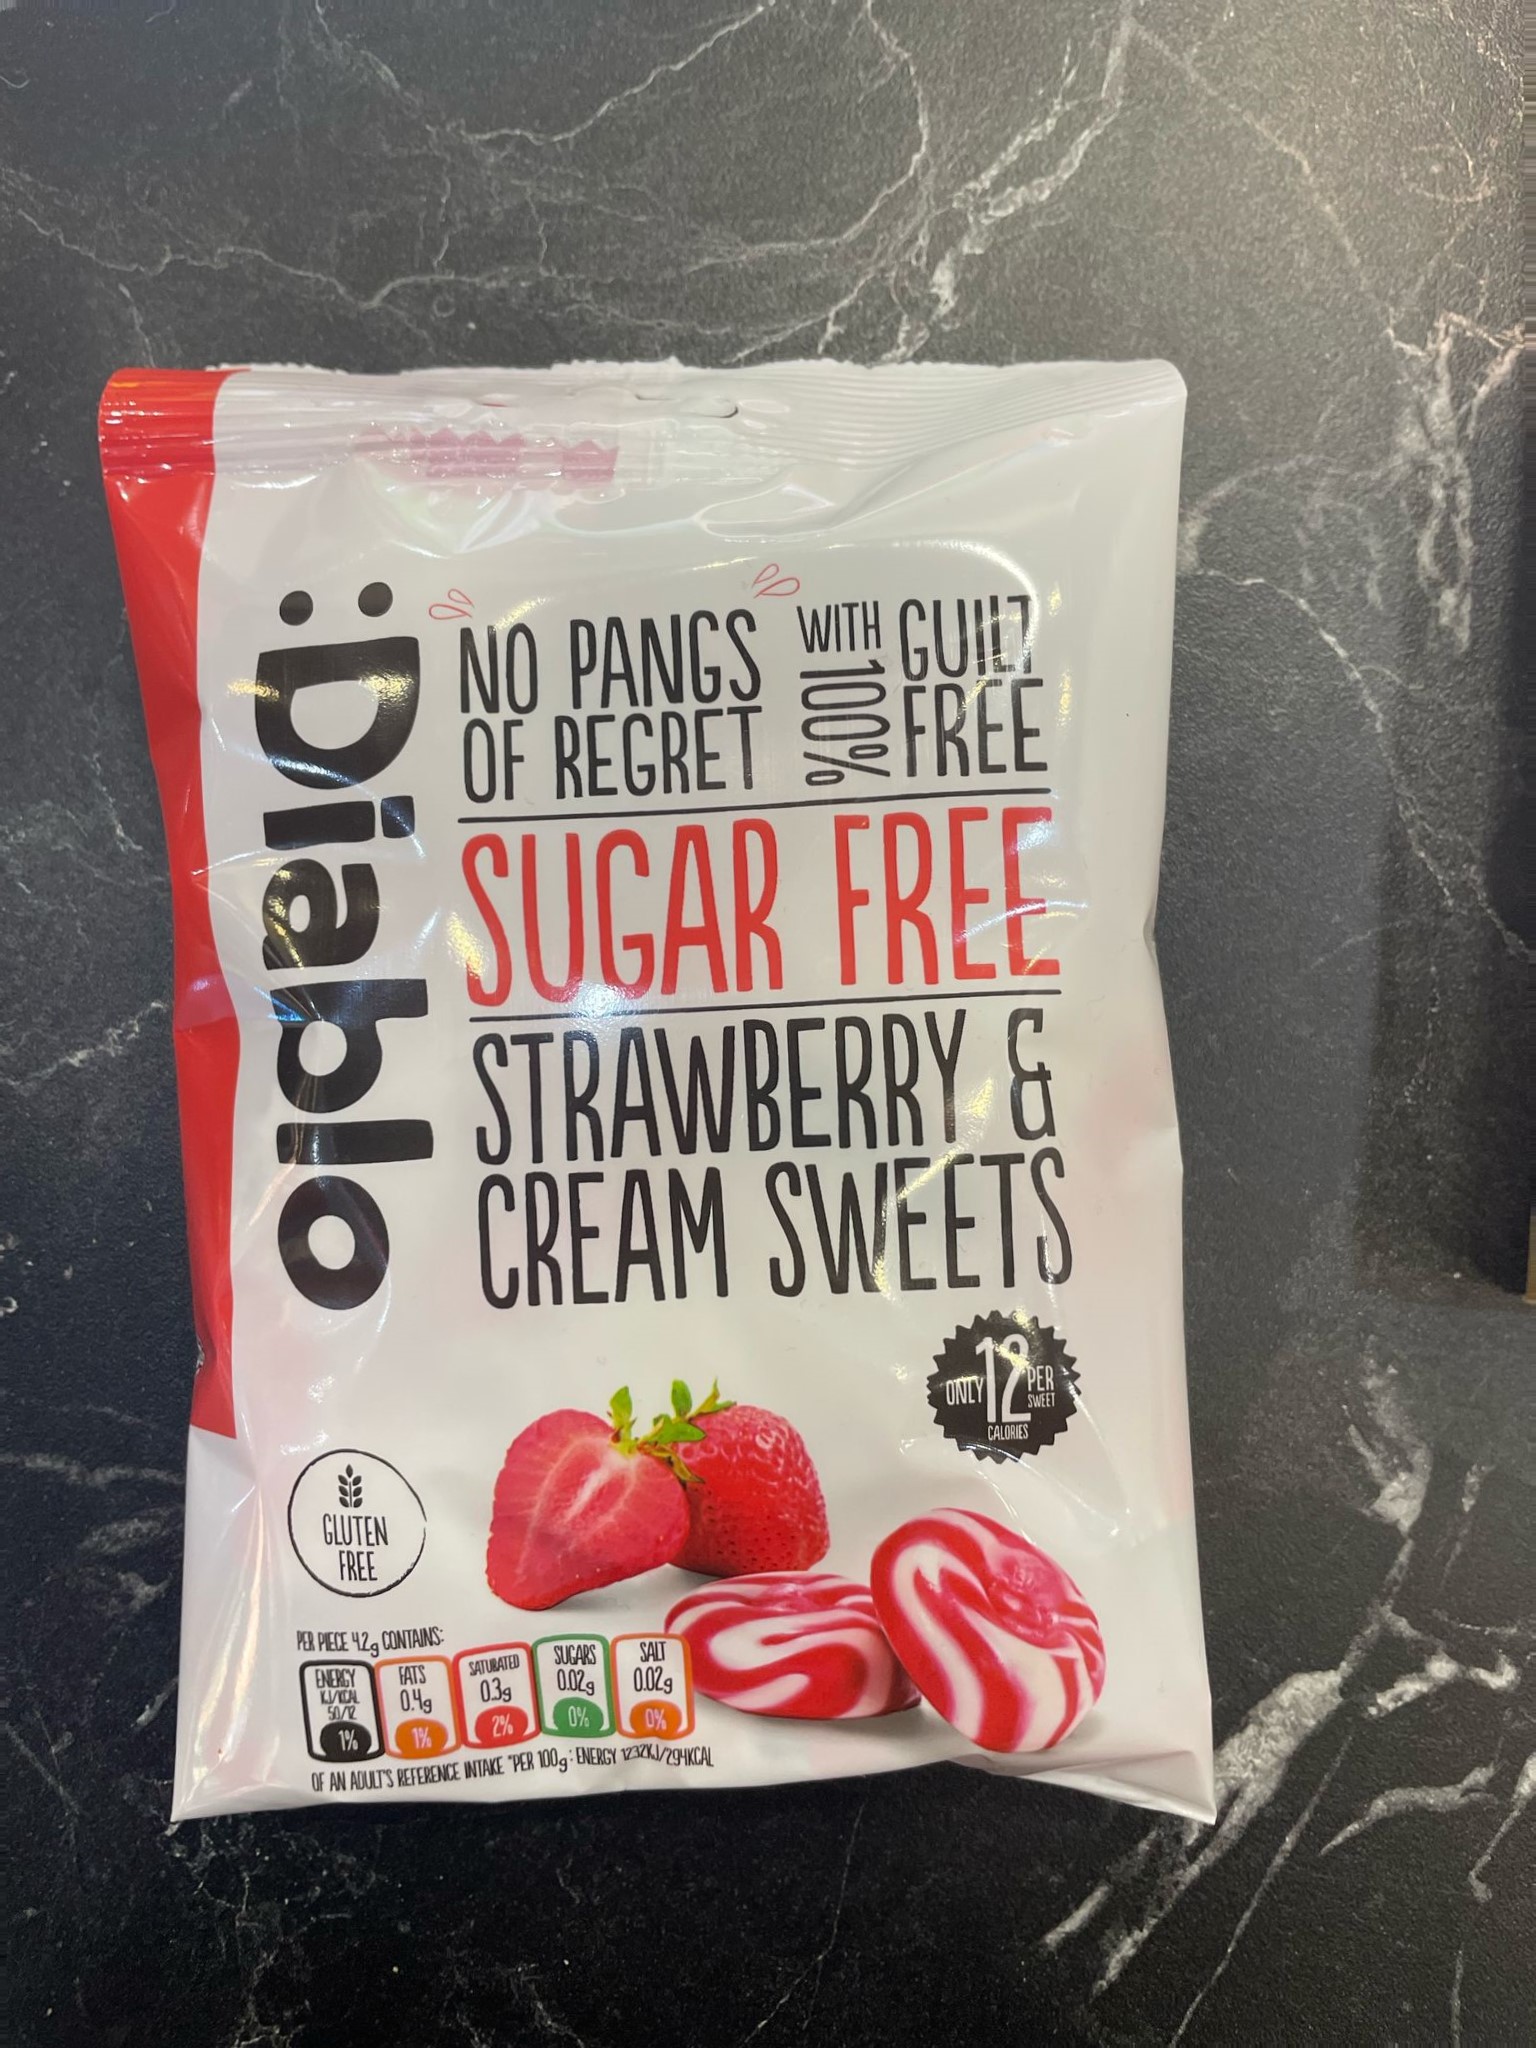 :Diablo
NO PANGS
OF REGRET
WITH
100%
GUILT
FREE
SUGAR FREE
STRAWBERRY &
CREAM SWEETS
ONLY 12 PER
SWEET
CALORIES
GLUTEN
FREE
PER PIECE 4.2g CONTAINS:
ENERGY
KJ/KCAL
50/12
1%
FATS
0.4g
1%
SATURATED
0.3g
2%
SUGARS
0.02g
0%
SALT
0.02g
0%
OF AN ADULT'S REFERENCE INTAKE *PER 100g: ENERGY 1232KJ/294KCAL